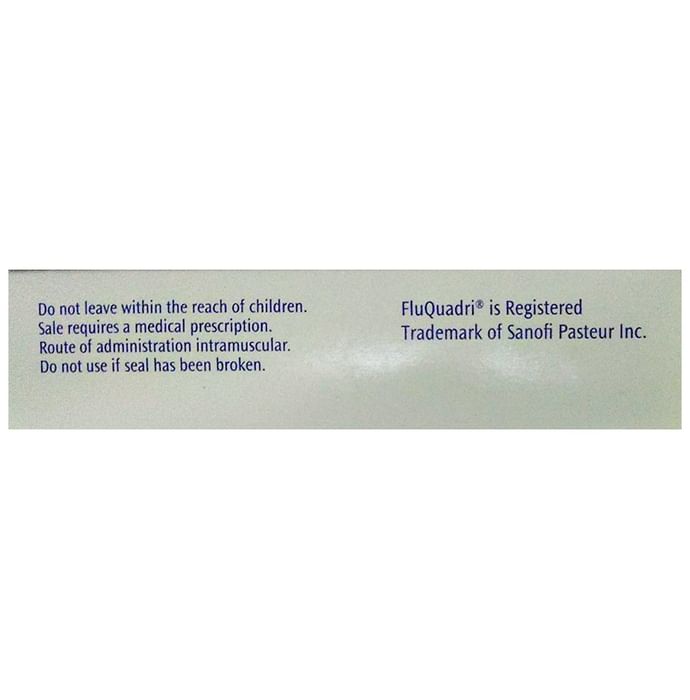 Do not leave within the reach of children.
Sale requires a medical prescription.
Route of administration intramuscular.
Do not use if seal has been broken.
FluQuadri® is Registered
Trademark of Sanofi Pasteur Inc.